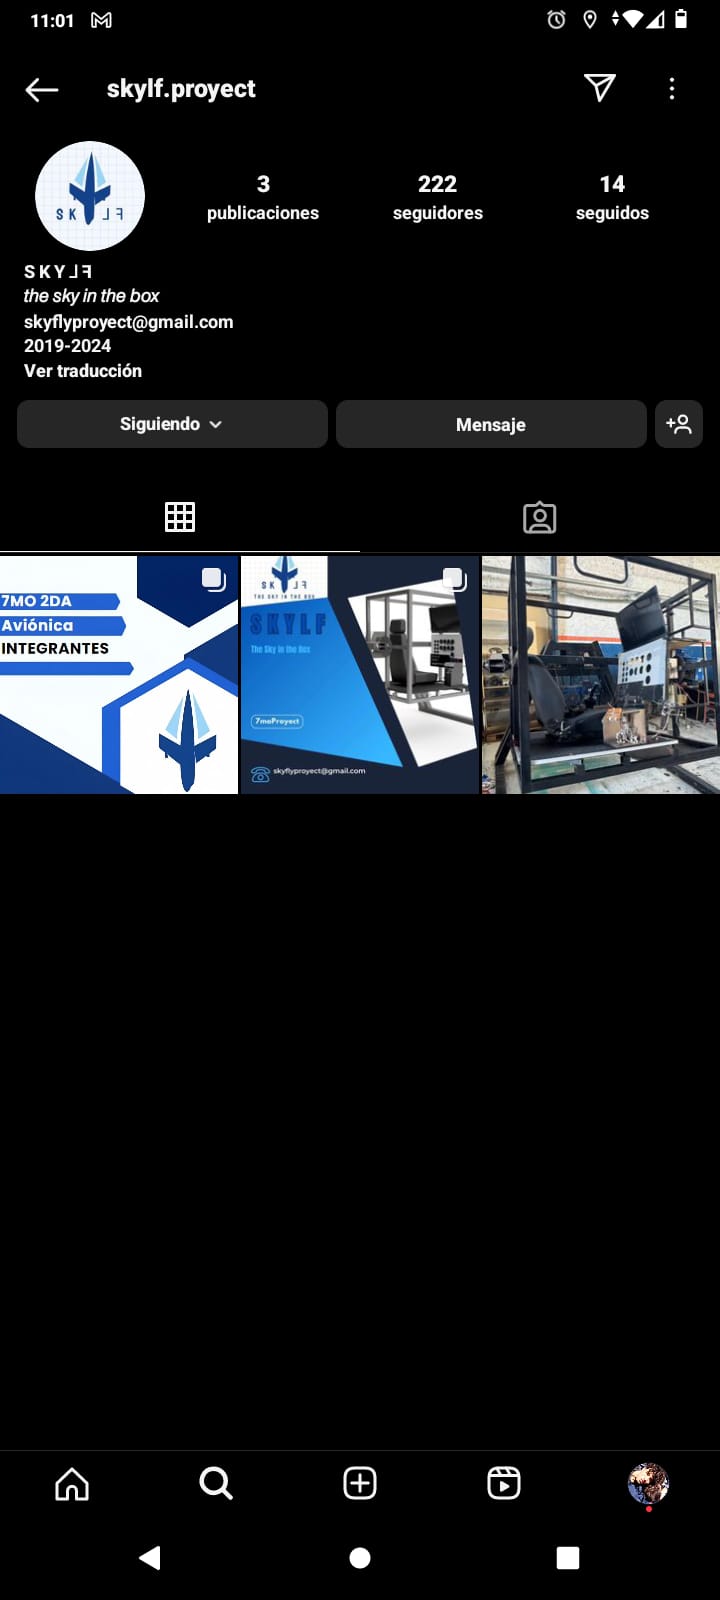 11:01
skylf.proyect
3
publicaciones
222
seguidores
14
seguidos
SKY⅃ꟻ
the sky in the box
skyflyproyect@gmail.com
2019-2024
Ver traducción
Siguiendo
Mensaje
7MO 2DA
Aviónica
INTEGRANTES
SK ⅃ꟻ
THE SKY IN THE BOX
SKYLF
The Sky in the Box
7moProyect
skyflyproyect@gmail.com